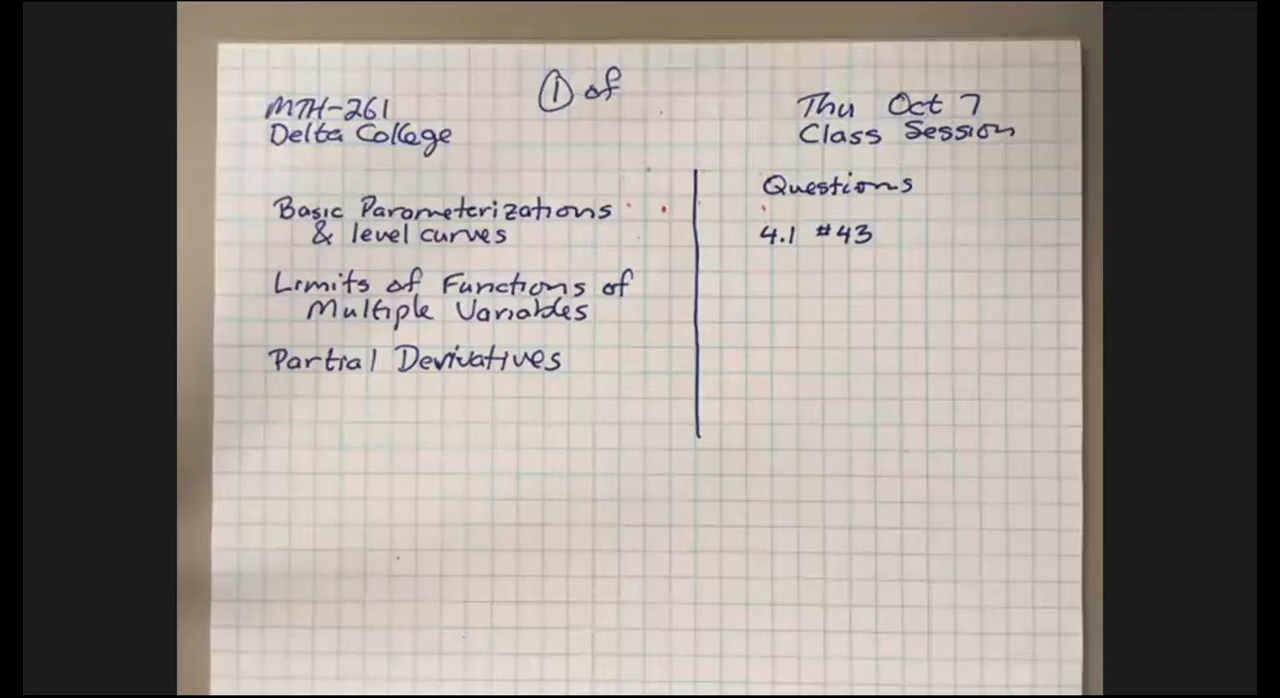 ① of
MTH-261
Delta College
Thu Oct 7
Class Session
Basic Parameterizations
& level curves
Limits of Functions of
Multiple Variables
Partial Derivatives
Questions
4.1 #43